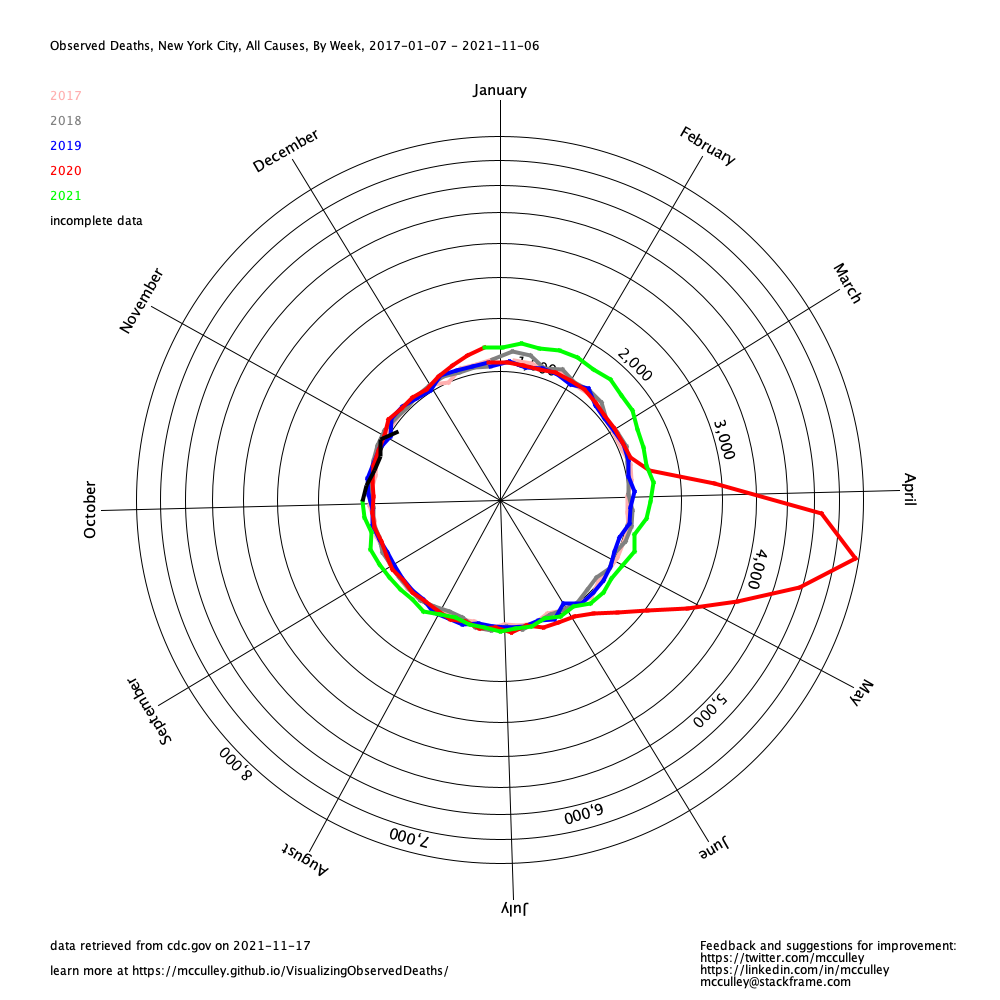 Observed Deaths, New York City, All Causes, By Week, 2017-01-07 - 2021-11-06
2017
2018
2019
2020
2021
incomplete data
January
February
March
April
May
June
July
August
September
October
November
December
1,000
2,000
3,000
4,000
5,000
6,000
7,000
8,000
data retrieved from cdc.gov on 2021-11-17
learn more at https://mcculley.github.io/VisualizingObservedDeaths/
Feedback and suggestions for improvement:
https://twitter.com/mcculley
https://linkedin.com/in/mcculley
mcculley@stackframe.com